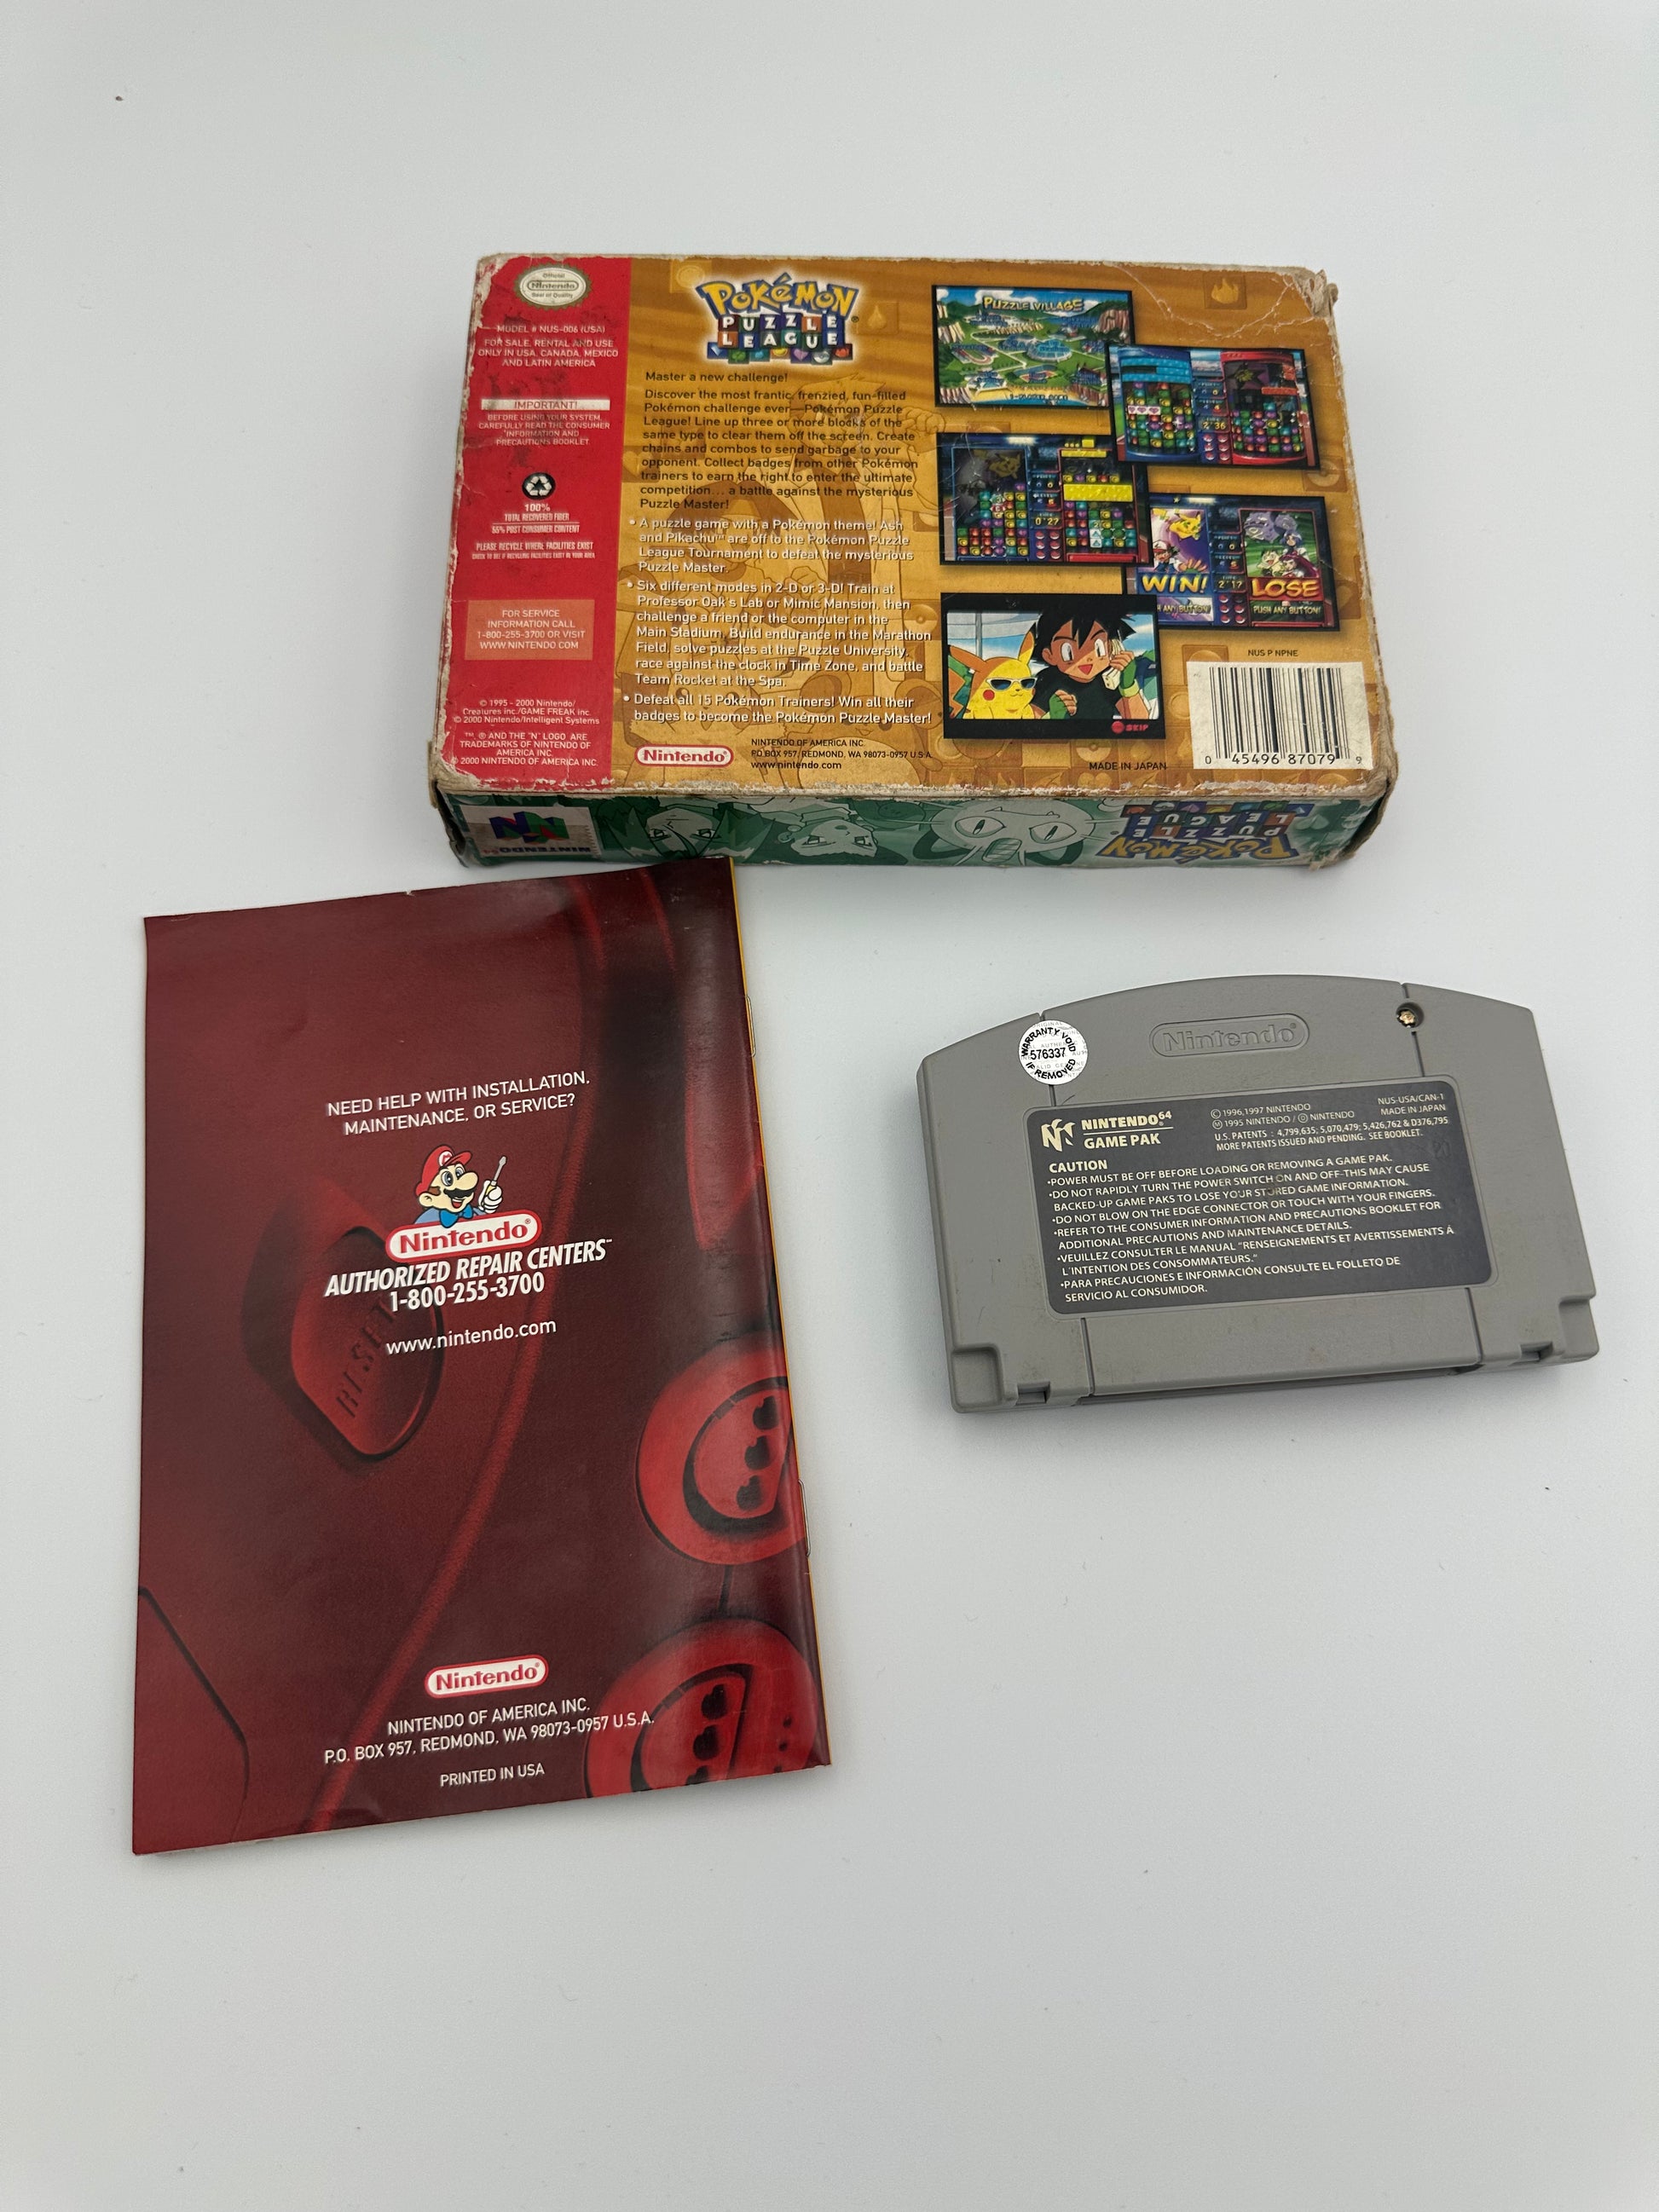 Official
Nintendo
Seal of Quality
MODEL # NUS-006 (USA)
FOR SALE, RENTAL AND USE
ONLY IN USA, CANADA, MEXICO
AND LATIN AMERICA
IMPORTANT!
BEFORE USING YOUR SYSTEM,
CAREFULLY READ THE CONSUMER
INFORMATION AND
PRECAUTIONS BOOKLET
100%
TOTAL RECOVERED FIBER
55% POST CONSUMER CONTENT
PLEASE RECYCLE WHERE FACILITIES EXIST
FOR SERVICE
INFORMATION CALL
1-800-255-3700 OR VISIT
WWW.NINTENDO.COM
© 1995 - 2000 Nintendo/
Creatures inc./GAME FREAK inc.
© 2000 Nintendo/Intelligent Systems
™, ® AND THE "N" LOGO ARE
TRADEMARKS OF NINTENDO OF
AMERICA INC.
© 2000 NINTENDO OF AMERICA INC.
POKéMON
PUZZLE
LEAGUE
Master a new challenge!
Discover the most frantic, frenzied, fun-filled
Pokémon challenge ever—Pokémon Puzzle
League! Line up three or more blocks of the
same type to clear them off the screen. Create
chains and combos to send garbage to your
opponent. Collect badges from other Pokémon
trainers to earn the right to enter the ultimate
competition... a battle against the mysterious
Puzzle Master!
• A puzzle game with a Pokémon theme! Ash
and Pikachu™ are off to the Pokémon Puzzle
League Tournament to defeat the mysterious
Puzzle Master.
• Six different modes in 2-D or 3-D! Train at
Professor Oak's Lab or Mimic Mansion, then
challenge a friend or the computer in the
Main Stadium. Build endurance in the Marathon
Field, solve puzzles at the Puzzle University,
race against the clock in Time Zone, and battle
Team Rocket at the Spa.
• Defeat all 15 Pokémon Trainers! Win all their
badges to become the Pokémon Puzzle Master!
Nintendo
NINTENDO OF AMERICA INC.
P.O. BOX 957, REDMOND, WA 98073-0957 U.S.A.
www.nintendo.com
MADE IN JAPAN
PUZZLE VILLAGE
2'36
0'27
WIN!
LOSE
2'17
ANY BUTTON!
PUSH ANY BUTTON!
SKIP
NUS P NPNE
0 45496 87079 9
NINTENDO
POKéMON
PUZZLE
LEAGUE
NEED HELP WITH INSTALLATION,
MAINTENANCE, OR SERVICE?
Nintendo®
AUTHORIZED REPAIR CENTERS℠
1-800-255-3700
www.nintendo.com
RESET
Nintendo®
NINTENDO OF AMERICA INC.
P.O. BOX 957, REDMOND, WA 98073-0957 U.S.A.
PRINTED IN USA
Nintendo
WARRANTY VOID
576337
IF REMOVED
NINTENDO64®
GAME PAK
© 1996,1997 NINTENDO
Ⓜ 1995 NINTENDO / Ⓓ NINTENDO
NUS-USA/CAN-1
MADE IN JAPAN
U.S. PATENTS : 4,799,635; 5,070,479; 5,426,762 & D376,795
MORE PATENTS ISSUED AND PENDING. SEE BOOKLET.
CAUTION
•POWER MUST BE OFF BEFORE LOADING OR REMOVING A GAME PAK.
•DO NOT RAPIDLY TURN THE POWER SWITCH ON AND OFF-THIS MAY CAUSE
BACKED-UP GAME PAKS TO LOSE YOUR STORED GAME INFORMATION.
•DO NOT BLOW ON THE EDGE CONNECTOR OR TOUCH WITH YOUR FINGERS.
•REFER TO THE CONSUMER INFORMATION AND PRECAUTIONS BOOKLET FOR
ADDITIONAL PRECAUTIONS AND MAINTENANCE DETAILS.
•VEUILLEZ CONSULTER LE MANUAL "RENSEIGNEMENTS ET AVERTISSEMENTS Á
L'INTENTION DES CONSOMMATEURS."
•PARA PRECAUCIONES E INFORMACIÓN CONSULTE EL FOLLETO DE
SERVICIO AL CONSUMIDOR.